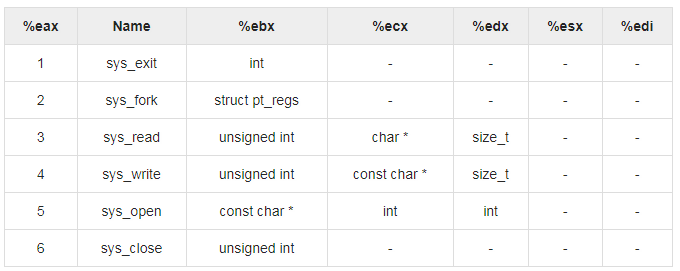 %eax Name %ebx %ecx %edx %esx %edi
1 sys_exit int - - - -
2 sys_fork struct pt_regs - - - -
3 sys_read unsigned int char * size_t - -
4 sys_write unsigned int const char * size_t - -
5 sys_open const char * int int - -
6 sys_close unsigned int - - - -